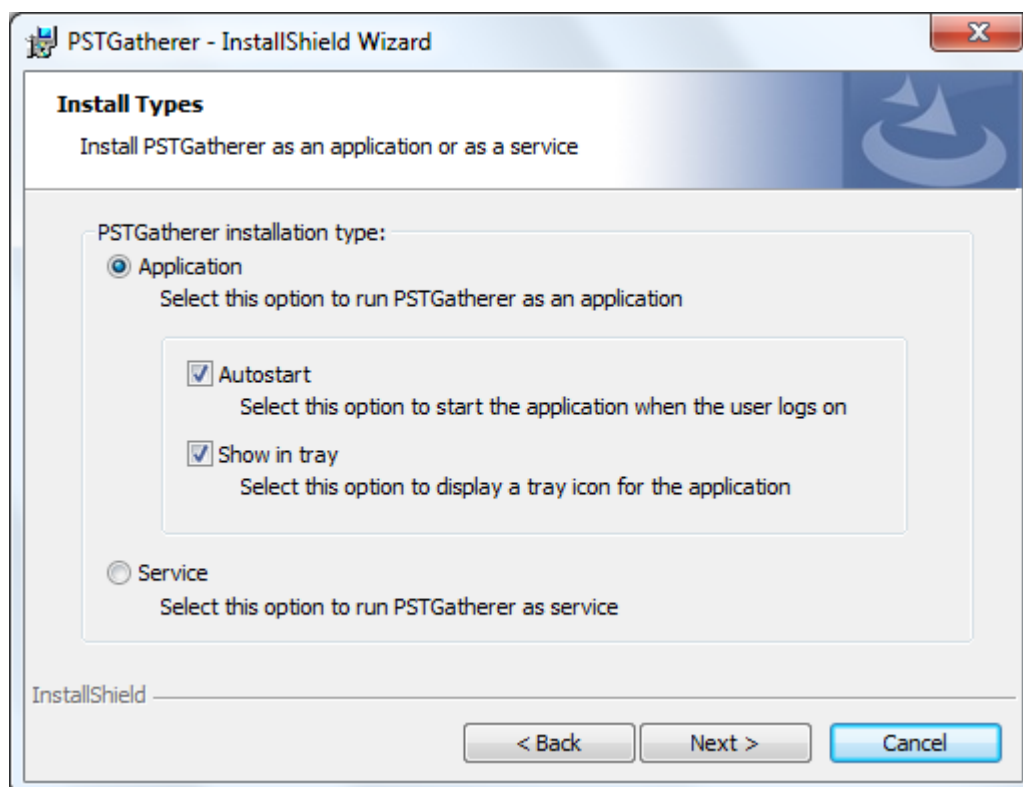 PSTGatherer - InstallShield Wizard
Install Types
Install PSTGatherer as an application or as a service
PSTGatherer installation type:
Application
Select this option to run PSTGatherer as an application
Autostart
Select this option to start the application when the user logs on
Show in tray
Select this option to display a tray icon for the application
Service
Select this option to run PSTGatherer as service
InstallShield
< Back Next > Cancel